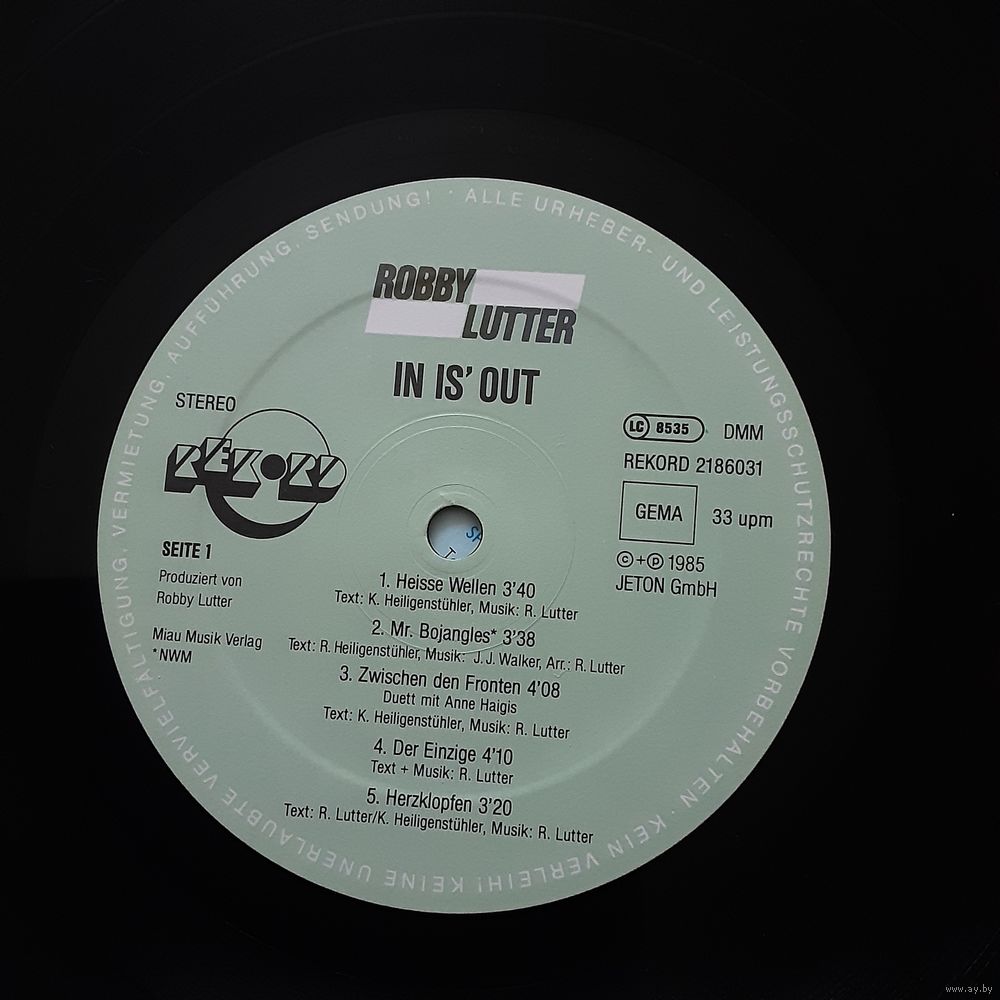 ALLE URHEBER- UND LEISTUNGSSCHUTZRECHTE VORBEHALTEN · KEIN VERLEIH! KEINE UNERLAUBTE VERVIELFÄLTIGUNG, VERMIETUNG, AUFFÜHRUNG, SENDUNG! ·
ROBBY
LUTTER
IN IS' OUT
STEREO
REKORD
SEITE 1
Produziert von
Robby Lutter
Miau Musik Verlag
*NWM
LC 8535 DMM
REKORD 2186031
GEMA 33 upm
©+℗ 1985
JETON GmbH
1. Heisse Wellen 3'40
Text: K. Heiligenstühler, Musik: R. Lutter
2. Mr. Bojangles* 3'38
Text: R. Heiligenstühler, Musik: J.J. Walker, Arr.: R. Lutter
3. Zwischen den Fronten 4'08
Duett mit Anne Haigis
Text: K. Heiligenstühler, Musik: R. Lutter
4. Der Einzige 4'10
Text + Musik: R. Lutter
5. Herzklopfen 3'20
Text: R. Lutter/K. Heiligenstühler, Musik: R. Lutter
www.ay.by